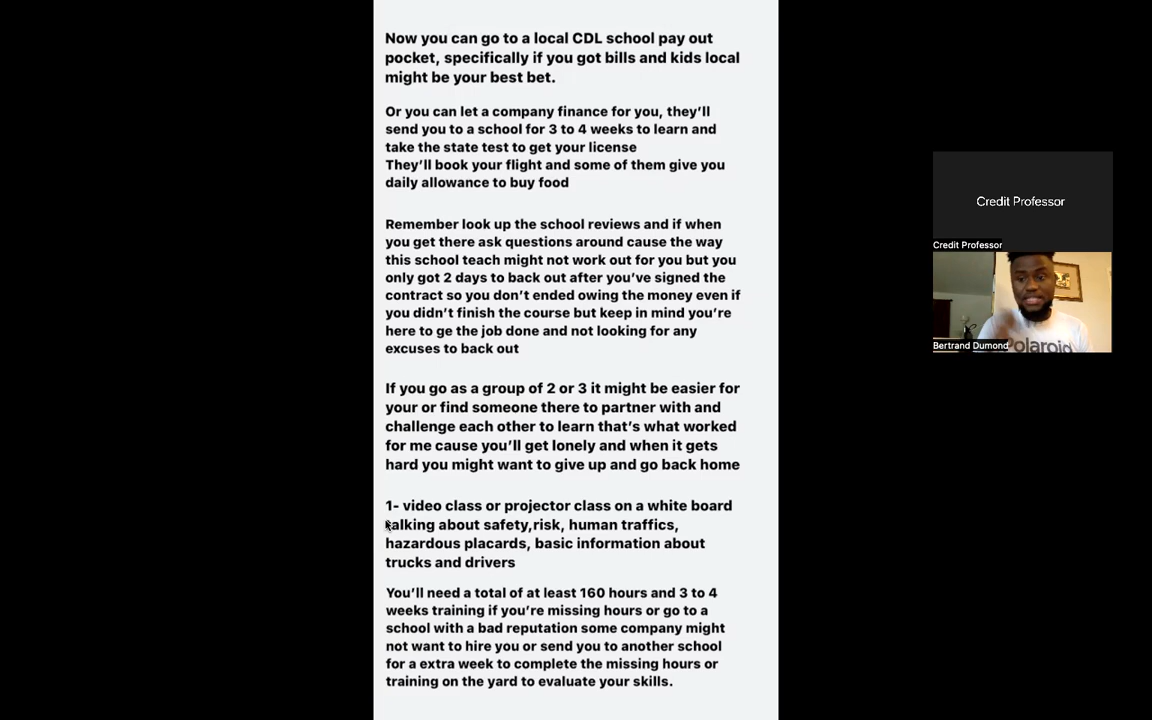 Now you can go to a local CDL school pay out
pocket, specifically if you got bills and kids local
might be your best bet.
Or you can let a company finance for you, they'll
send you to a school for 3 to 4 weeks to learn and
take the state test to get your license
They'll book your flight and some of them give you
daily allowance to buy food
Remember look up the school reviews and if when
you get there ask questions around cause the way
this school teach might not work out for you but you
only got 2 days to back out after you've signed the
contract so you don't ended owing the money even if
you didn't finish the course but keep in mind you're
here to ge the job done and not looking for any
excuses to back out
If you go as a group of 2 or 3 it might be easier for
your or find someone there to partner with and
challenge each other to learn that's what worked
for me cause you'll get lonely and when it gets
hard you might want to give up and go back home
1- video class or projector class on a white board
talking about safety,risk, human traffics,
hazardous placards, basic information about
trucks and drivers
You'll need a total of at least 160 hours and 3 to 4
weeks training if you're missing hours or go to a
school with a bad reputation some company might
not want to hire you or send you to another school
for a extra week to complete the missing hours or
training on the yard to evaluate your skills.
Credit Professor
Credit Professor
Polaroid
Bertrand Dumond